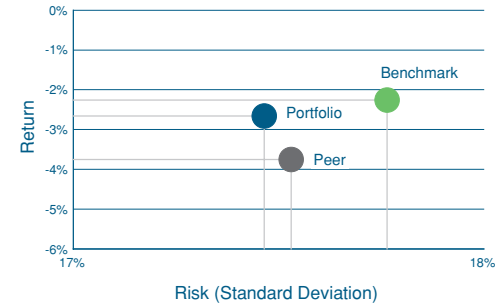 0%
-1%
-2%
-3%
-4%
-5%
-6%
Return
Benchmark
Portfolio
Peer
17%
18%
Risk (Standard Deviation)